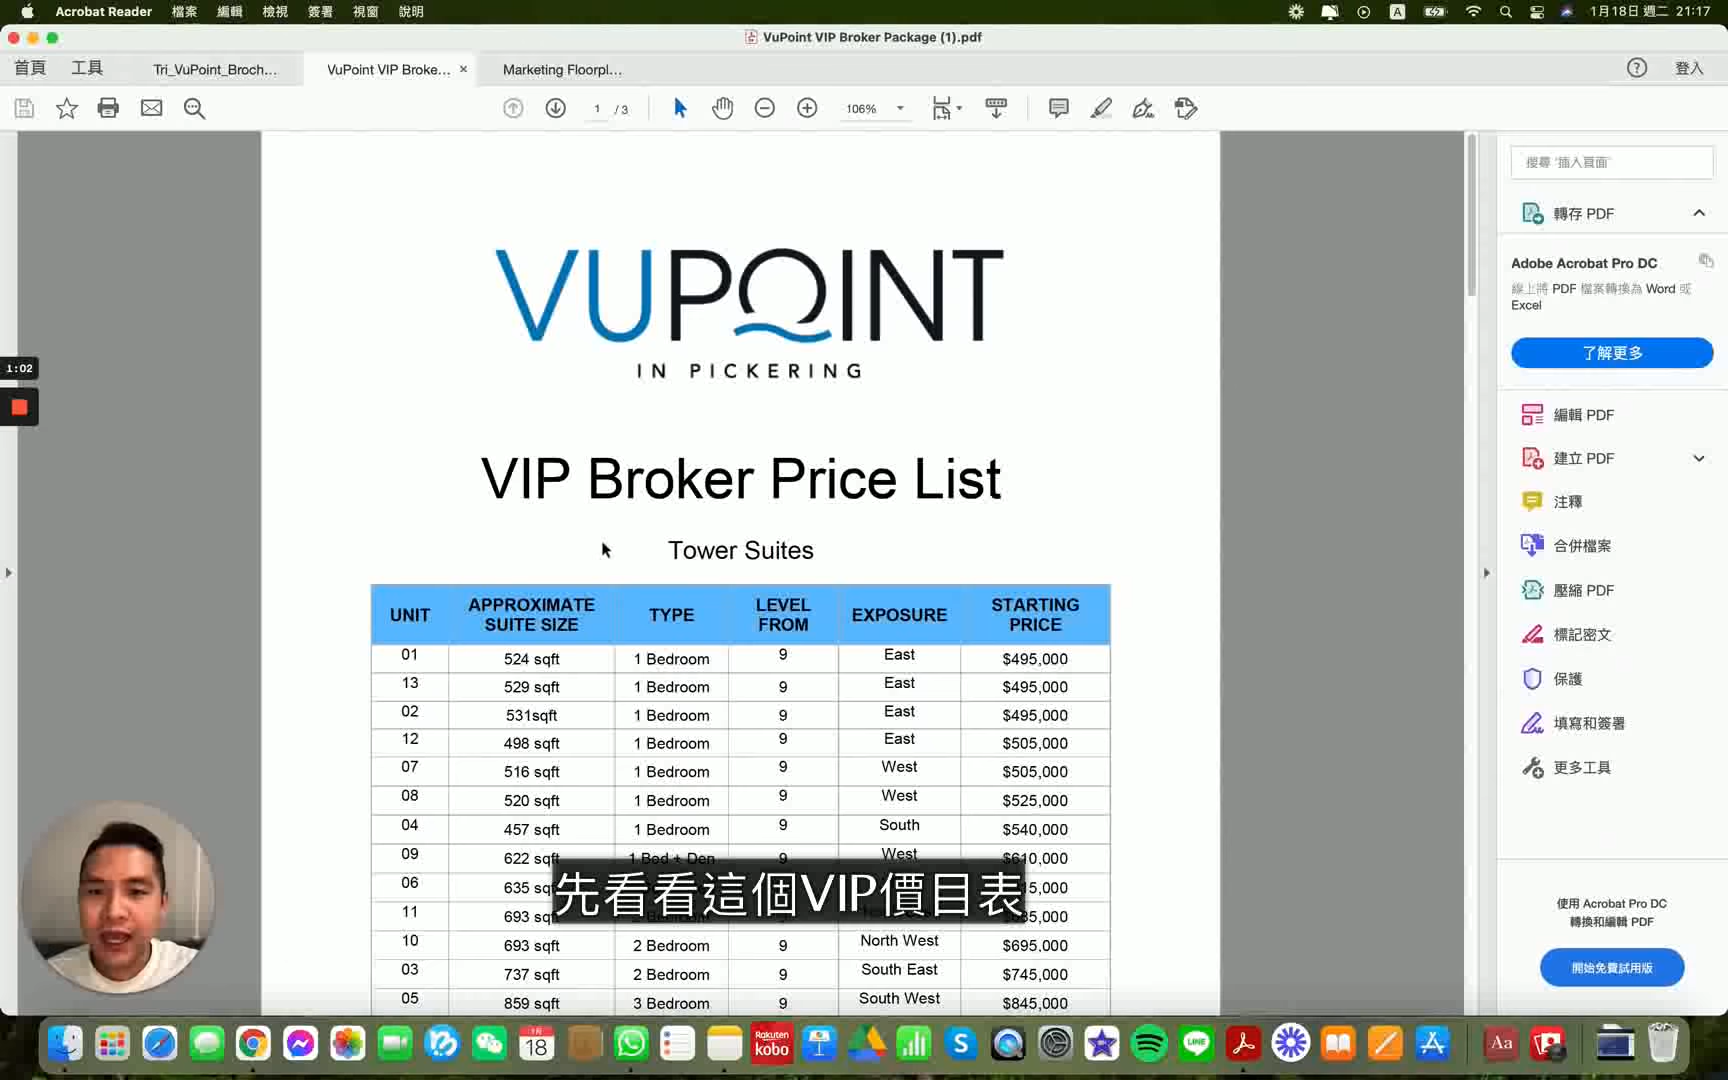 Acrobat Reader 檔案 編輯 檢視 簽署 視窗 說明 1月18日 週二 21:17
VuPoint VIP Broker Package (1).pdf
首頁 工具 Tri_VuPoint_Broch... VuPoint VIP Broke... × Marketing Floorpl... 登入
1 / 3 106%
搜尋 '插入頁面'
轉存 PDF
Adobe Acrobat Pro DC
線上將 PDF 檔案轉換為 Word 或
Excel
了解更多
編輯 PDF
建立 PDF
注釋
合併檔案
壓縮 PDF
標記密文
保護
填寫和簽署
更多工具
使用 Acrobat Pro DC
轉換和編輯 PDF
開始免費試用版
1:02
VUPOINT
IN PICKERING
VIP Broker Price List
Tower Suites
UNIT APPROXIMATE SUITE SIZE TYPE LEVEL FROM EXPOSURE STARTING PRICE
01 524 sqft 1 Bedroom 9 East $495,000
13 529 sqft 1 Bedroom 9 East $495,000
02 531sqft 1 Bedroom 9 East $495,000
12 498 sqft 1 Bedroom 9 East $505,000
07 516 sqft 1 Bedroom 9 West $505,000
08 520 sqft 1 Bedroom 9 West $525,000
04 457 sqft 1 Bedroom 9 South $540,000
09 622 sqft 1 Bed + Den 9 West $610,000
06 635
11 693
10 693 sqft 2 Bedroom 9 North West $695,000
03 737 sqft 2 Bedroom 9 South East $745,000
05 859 sqft 3 Bedroom 9 South West $845,000
先看看這個VIP價目表
1月
18
Rakuten
kobo
LINE
Aa